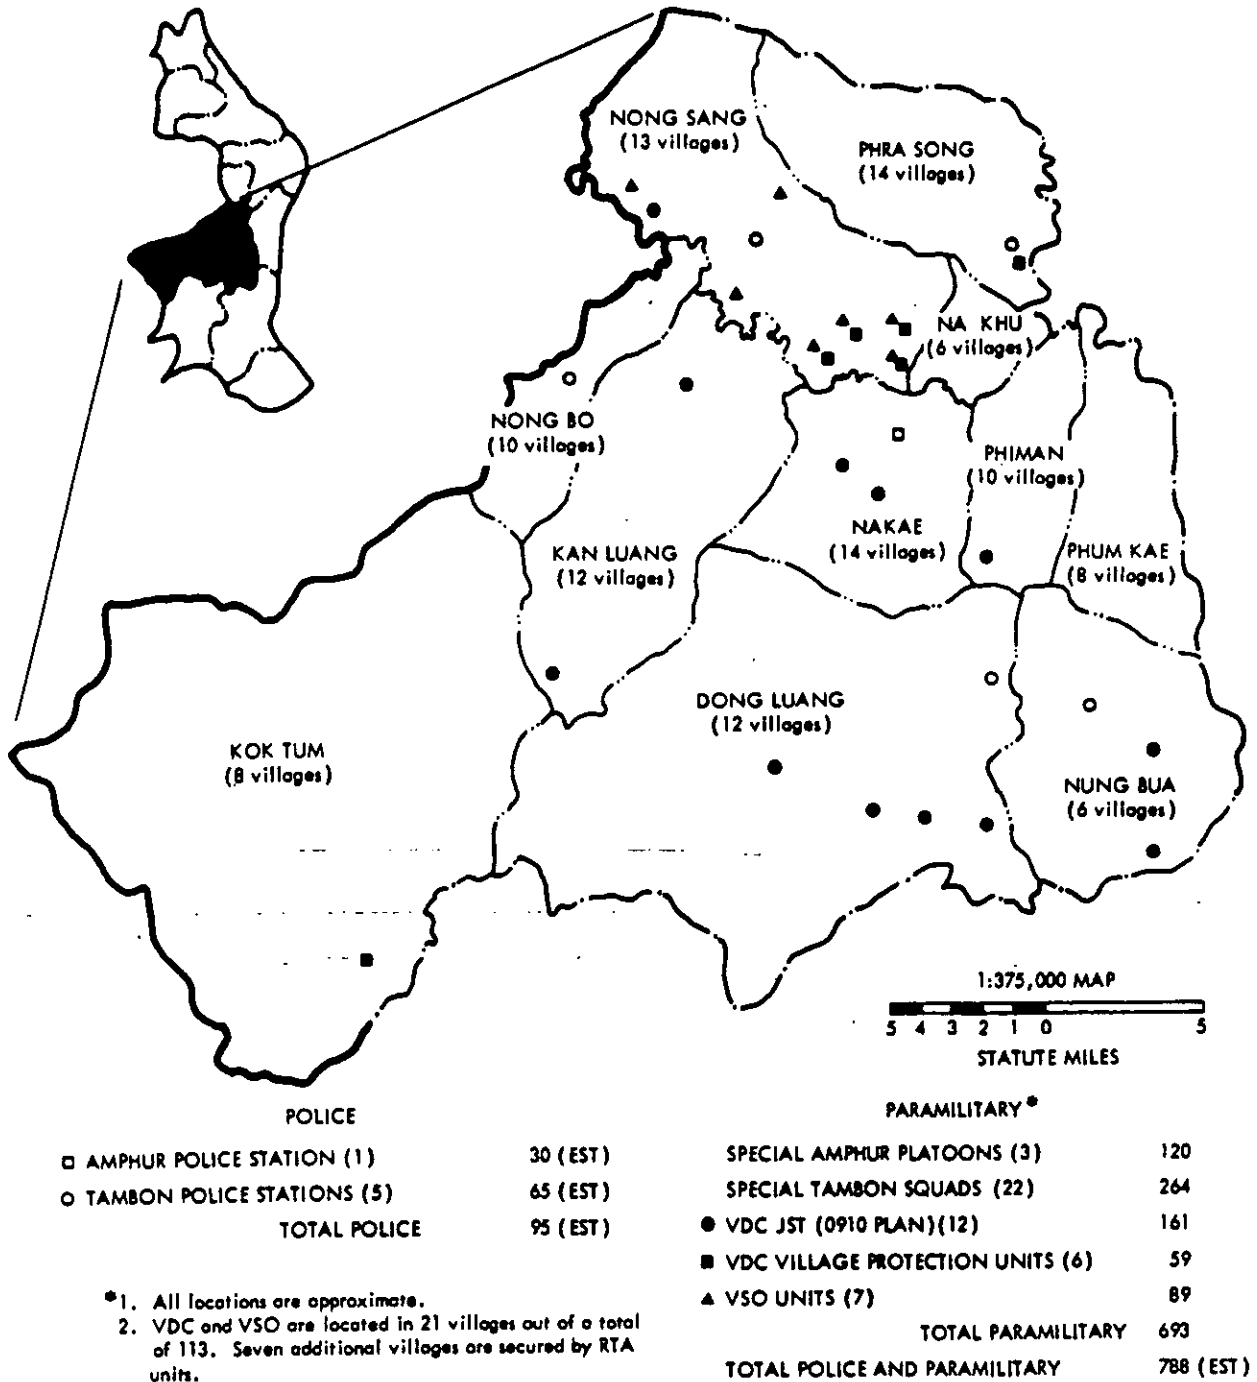 NONG SANG
(13 villages)
PHRA SONG
(14 villages)
NA KHU
(6 villages)
NONG BO
(10 villages)
PHIMAN
(10 villages)
NAKAE
(14 villages)
KAN LUANG
(12 villages)
PHUM KAE
(8 villages)
DONG LUANG
(12 villages)
KOK TUM
(8 villages)
NUNG BUA
(6 villages)
1:375,000 MAP
5 4 3 2 1 0 5
STATUTE MILES
POLICE
AMPHUR POLICE STATION (1) 30 (EST)
TAMBON POLICE STATIONS (5) 65 (EST)
TOTAL POLICE 95 (EST)
*1. All locations are approximate.
2. VDC and VSO are located in 21 villages out of a total
of 113. Seven additional villages are secured by RTA
units.
PARAMILITARY*
SPECIAL AMPHUR PLATOONS (3) 120
SPECIAL TAMBON SQUADS (22) 264
VDC JST (0910 PLAN)(12) 161
VDC VILLAGE PROTECTION UNITS (6) 59
VSO UNITS (7) 89
TOTAL PARAMILITARY 693
TOTAL POLICE AND PARAMILITARY 788 (EST)